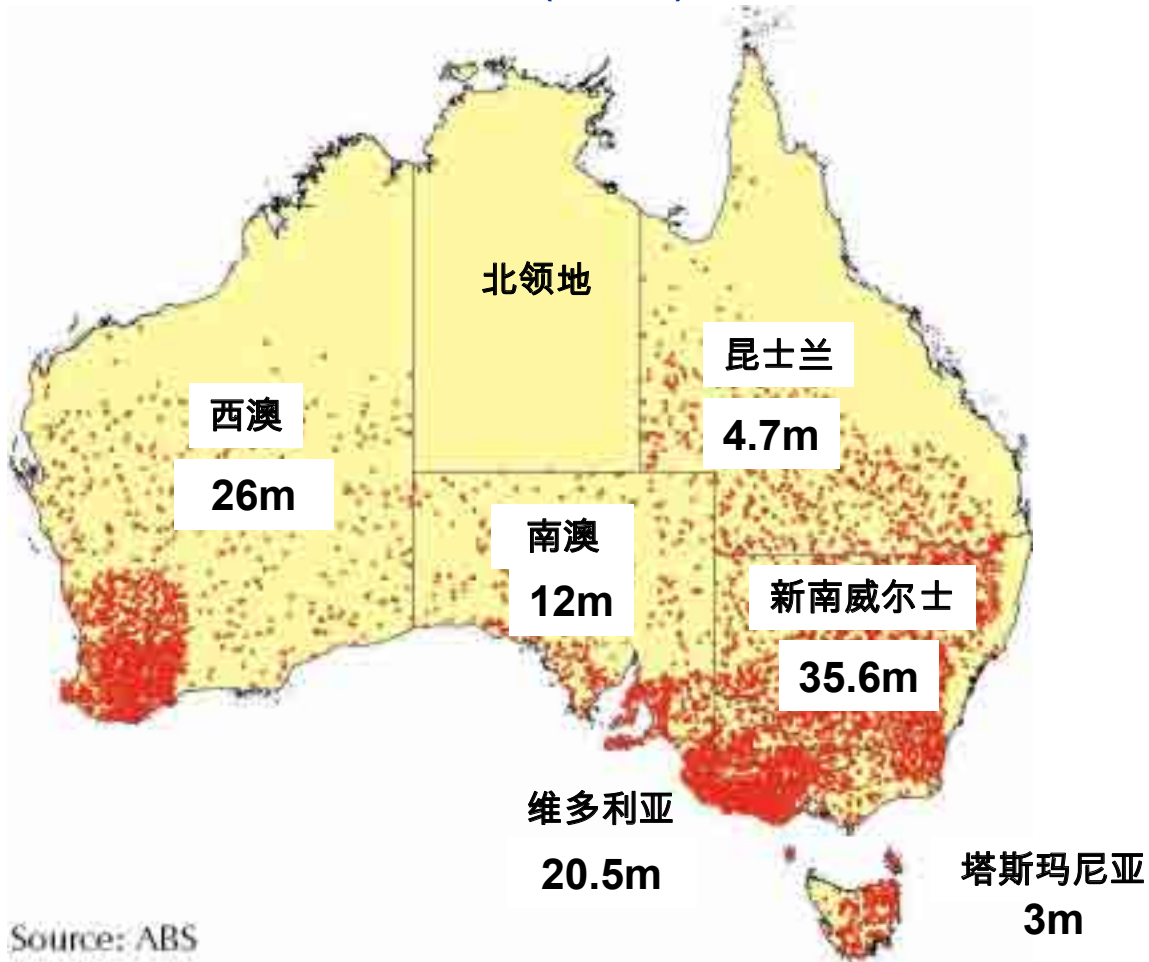 北领地
昆士兰
4.7m
西澳
26m
南澳
12m
新南威尔士
35.6m
维多利亚
20.5m
塔斯玛尼亚
3m
Source: ABS